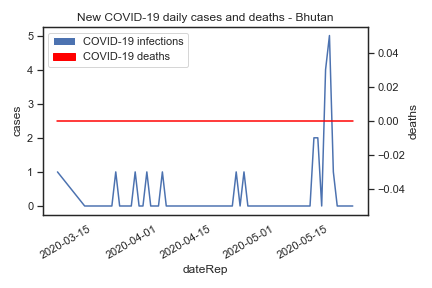 New COVID-19 daily cases and deaths - Bhutan
COVID-19 infections
COVID-19 deaths
cases
5
4
3
2
1
0
deaths
0.04
0.02
0.00
−0.02
−0.04
2020-03-15
2020-04-01
2020-04-15
2020-05-01
2020-05-15
dateRep